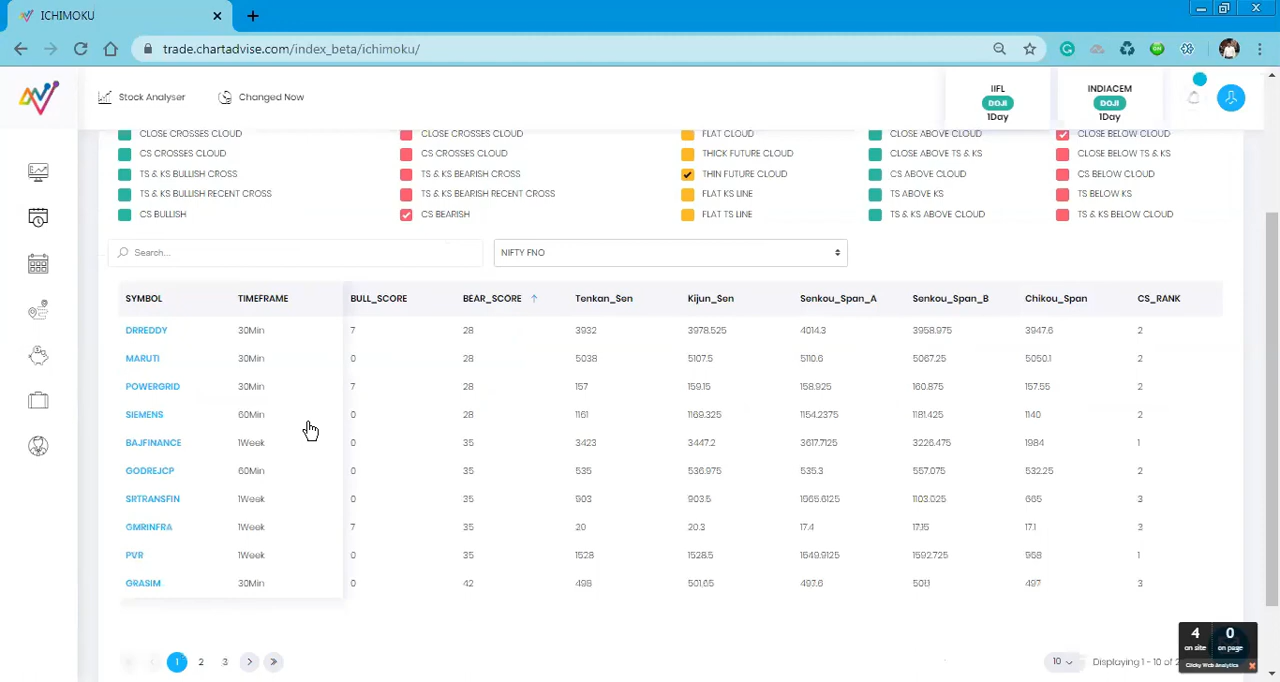 ICHIMOKU
trade.chartadvise.com/index_beta/ichimoku/
Stock Analyser Changed Now
IIFL DOJI 1Day
INDIACEM DOJI 1Day
CLOSE CROSSES CLOUD CLOSE CROSSES CLOUD FLAT CLOUD CLOSE ABOVE CLOUD CLOSE BELOW CLOUD
CS CROSSES CLOUD CS CROSSES CLOUD THICK FUTURE CLOUD CLOSE ABOVE TS & KS CLOSE BELOW TS & KS
TS & KS BULLISH CROSS TS & KS BEARISH CROSS THIN FUTURE CLOUD CS ABOVE CLOUD CS BELOW CLOUD
TS & KS BULLISH RECENT CROSS TS & KS BEARISH RECENT CROSS FLAT KS LINE TS ABOVE KS TS BELOW KS
CS BULLISH CS BEARISH FLAT TS LINE TS & KS ABOVE CLOUD TS & KS BELOW CLOUD
Search... NIFTY FNO
SYMBOL TIMEFRAME BULL_SCORE BEAR_SCORE Tenkan_Sen Kijun_Sen Senkou_Span_A Senkou_Span_B Chikou_Span CS_RANK
DRREDDY 30Min 7 28 3932 3978.525 4014.3 3958.975 3947.6 2
MARUTI 30Min 0 28 5038 5107.5 5110.6 5067.25 5050.1 2
POWERGRID 30Min 7 28 157 159.15 158.925 160.875 157.55 2
SIEMENS 60Min 0 28 1161 1169.325 1154.2375 1181.425 1140 2
BAJFINANCE 1Week 0 35 3423 3447.2 3617.7125 3226.475 1984 1
GODREJCP 60Min 0 35 535 536.975 535.3 557.075 532.25 2
SRTRANSFIN 1Week 0 35 903 903.5 1065.6125 1103.025 665 3
GMRINFRA 1Week 7 35 20 20.3 17.4 17.15 17.1 3
PVR 1Week 0 35 1528 1528.5 1549.9125 1592.725 958 1
GRASIM 30Min 0 42 498 501.65 497.6 501.1 497 3
1 2 3 10 Displaying 1 - 10 of
4 on site 0 on page
Clicky Web Analytics